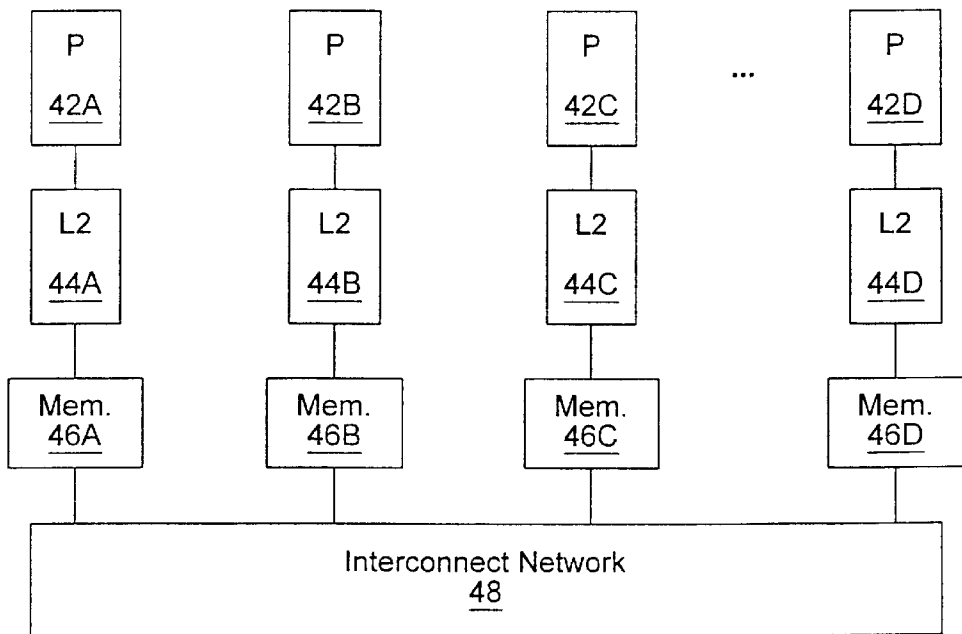 P P P ... P
42A 42B 42C 42D
L2 L2 L2 L2
44A 44B 44C 44D
Mem. Mem. Mem. Mem.
46A 46B 46C 46D
Interconnect Network
48